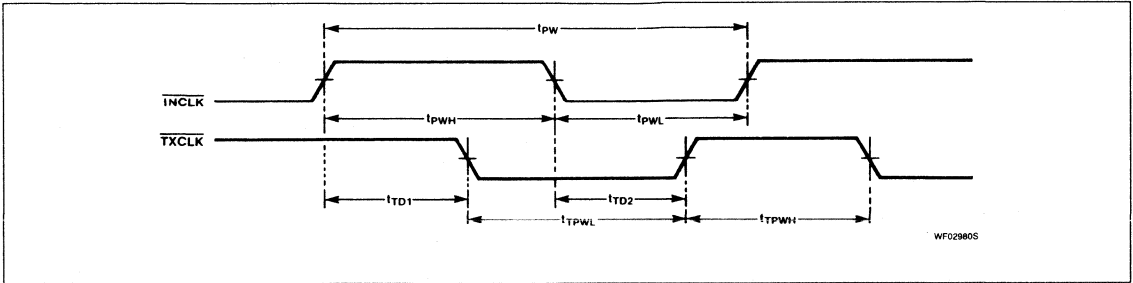 tPW
INCLK
tPWH
tPWL
TXCLK
tTD1
tTD2
tTPWL
tTPWH
WF02980S